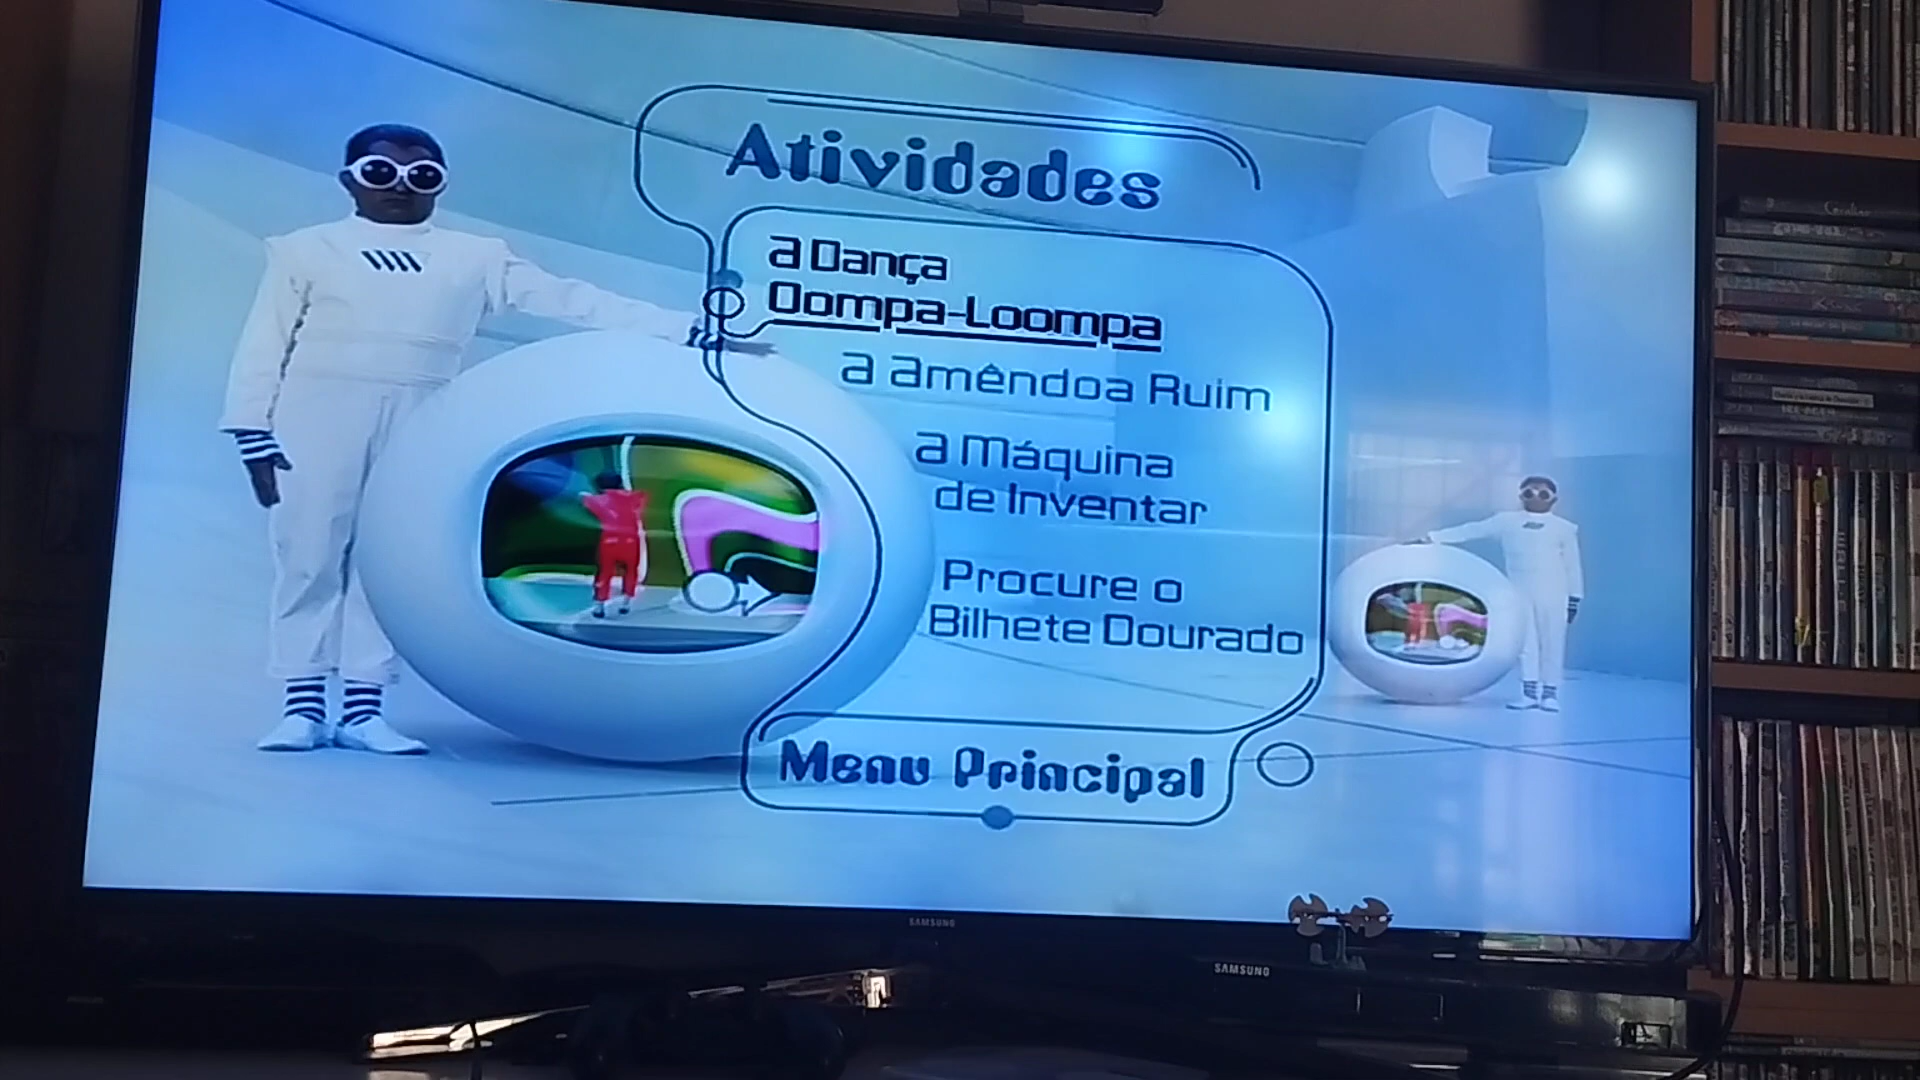 Atividades
a Dança
Oompa-Loompa
a amêndoa Ruim
a Máquina
de Inventar
Procure o
Bilhete Dourado
Menu Principal
SAMSUNG
SAMSUNG